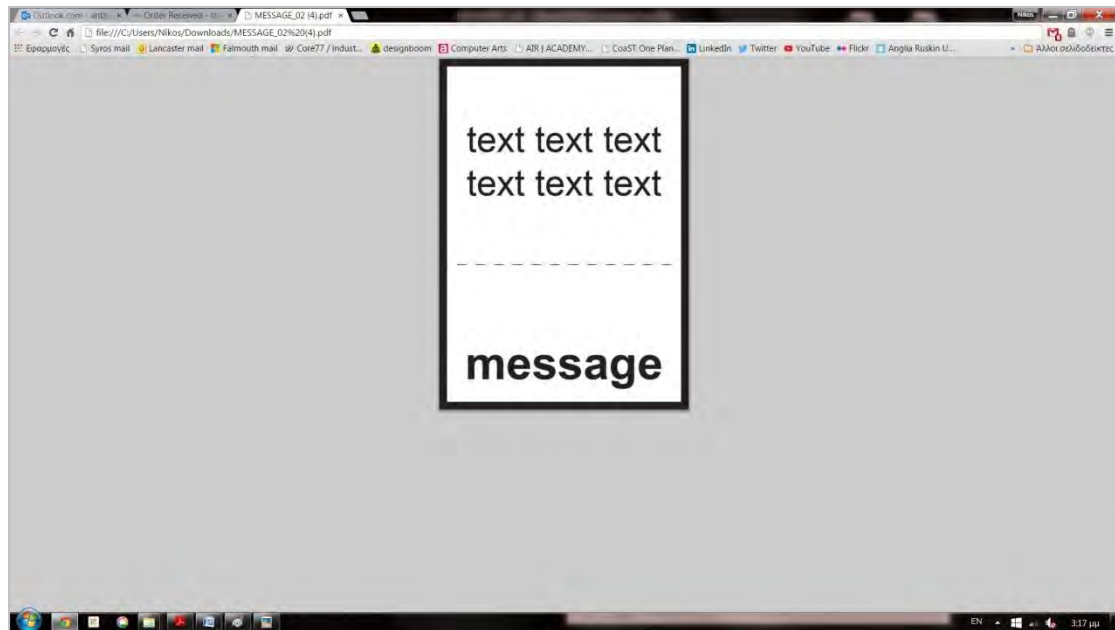 Outlook.com - antb... Order Received - t... MESSAGE_02 (4).pdf Nikos
file:///C:/Users/Nikos/Downloads/MESSAGE_02%20(4).pdf
Εφαρμογές Syros mail Lancaster mail Falmouth mail Core77 / indust... designboom Computer Arts AIR | ACADEMY... CoaST One Plan... LinkedIn Twitter YouTube Flickr Anglia Ruskin U... » Άλλοι σελιδοδείκτες
text text text
text text text
message
EN 3:17 μμ